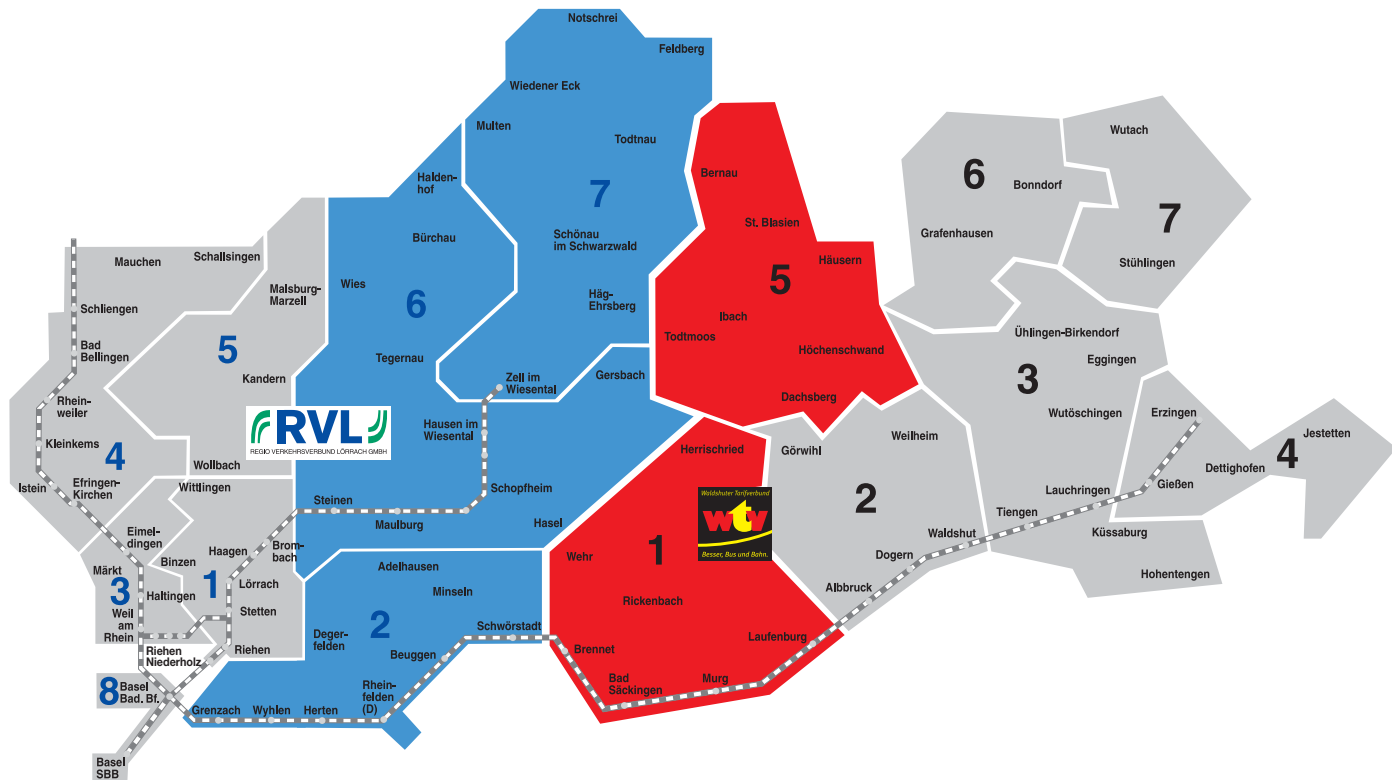 Notschrei
Feldberg
Wiedener Eck
Multen
Todtnau
Wutach
Bernau
6
Bonndorf
Halden-
hof
7
7
St. Blasien
Grafenhausen
Bürchau
Schönau
im Schwarzwald
Häusern
Stühlingen
Schallsingen
Mauchen
5
Malsburg-
Marzell
Wies
6
Häg-
Ehrsberg
Schliengen
Ibach
Todtmoos
Ühlingen-Birkendorf
Bad
Bellingen
5
Tegernau
Höchenschwand
Eggingen
Kandern
Gersbach
3
Zell im
Wiesental
Dachsberg
Rhein-
weiler
RVL
REGIO VERKEHRSVERBUND LÖRRACH GMBH
Hausen im
Wiesental
Wutöschingen
Erzingen
Jestetten
Kleinkems
4
Herrischried
Görwihl
Weilheim
4
Wollbach
Dettighofen
Istein
Efringen-
Kirchen
Wittlingen
Steinen
Schopfheim
Waldshuter Tarifverbund
wtv
Besser, Bus und Bahn.
2
Lauchringen
Gießen
Maulburg
Hasel
Tiengen
Küssaburg
Eimel-
dingen
Haagen
Brom-
bach
Waldshut
Binzen
Adelhausen
Wehr
1
Dogern
Märkt
3
Haltingen
1
Lörrach
Minseln
Albbruck
Hohentengen
Rickenbach
Weil
am
Rhein
Stetten
Schwörstadt
Deger-
felden
2
Laufenburg
Riehen
Niederholz
Riehen
Beuggen
Brennet
8
Basel
Bad. Bf.
Rhein-
felden
(D)
Bad
Säckingen
Murg
Grenzach
Wyhlen
Herten
Basel
SBB